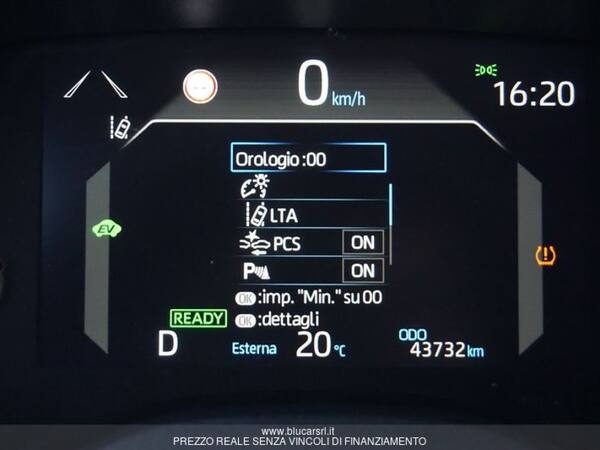 0 km/h
16:20
Orologio :00
LTA
PCS ON
P ON
OK :imp. "Min." su 00
OK :dettagli
EV
READY
D
Esterna 20 °C
ODO
43732 km
www.blucarsrl.it
PREZZO REALE SENZA VINCOLI DI FINANZIAMENTO